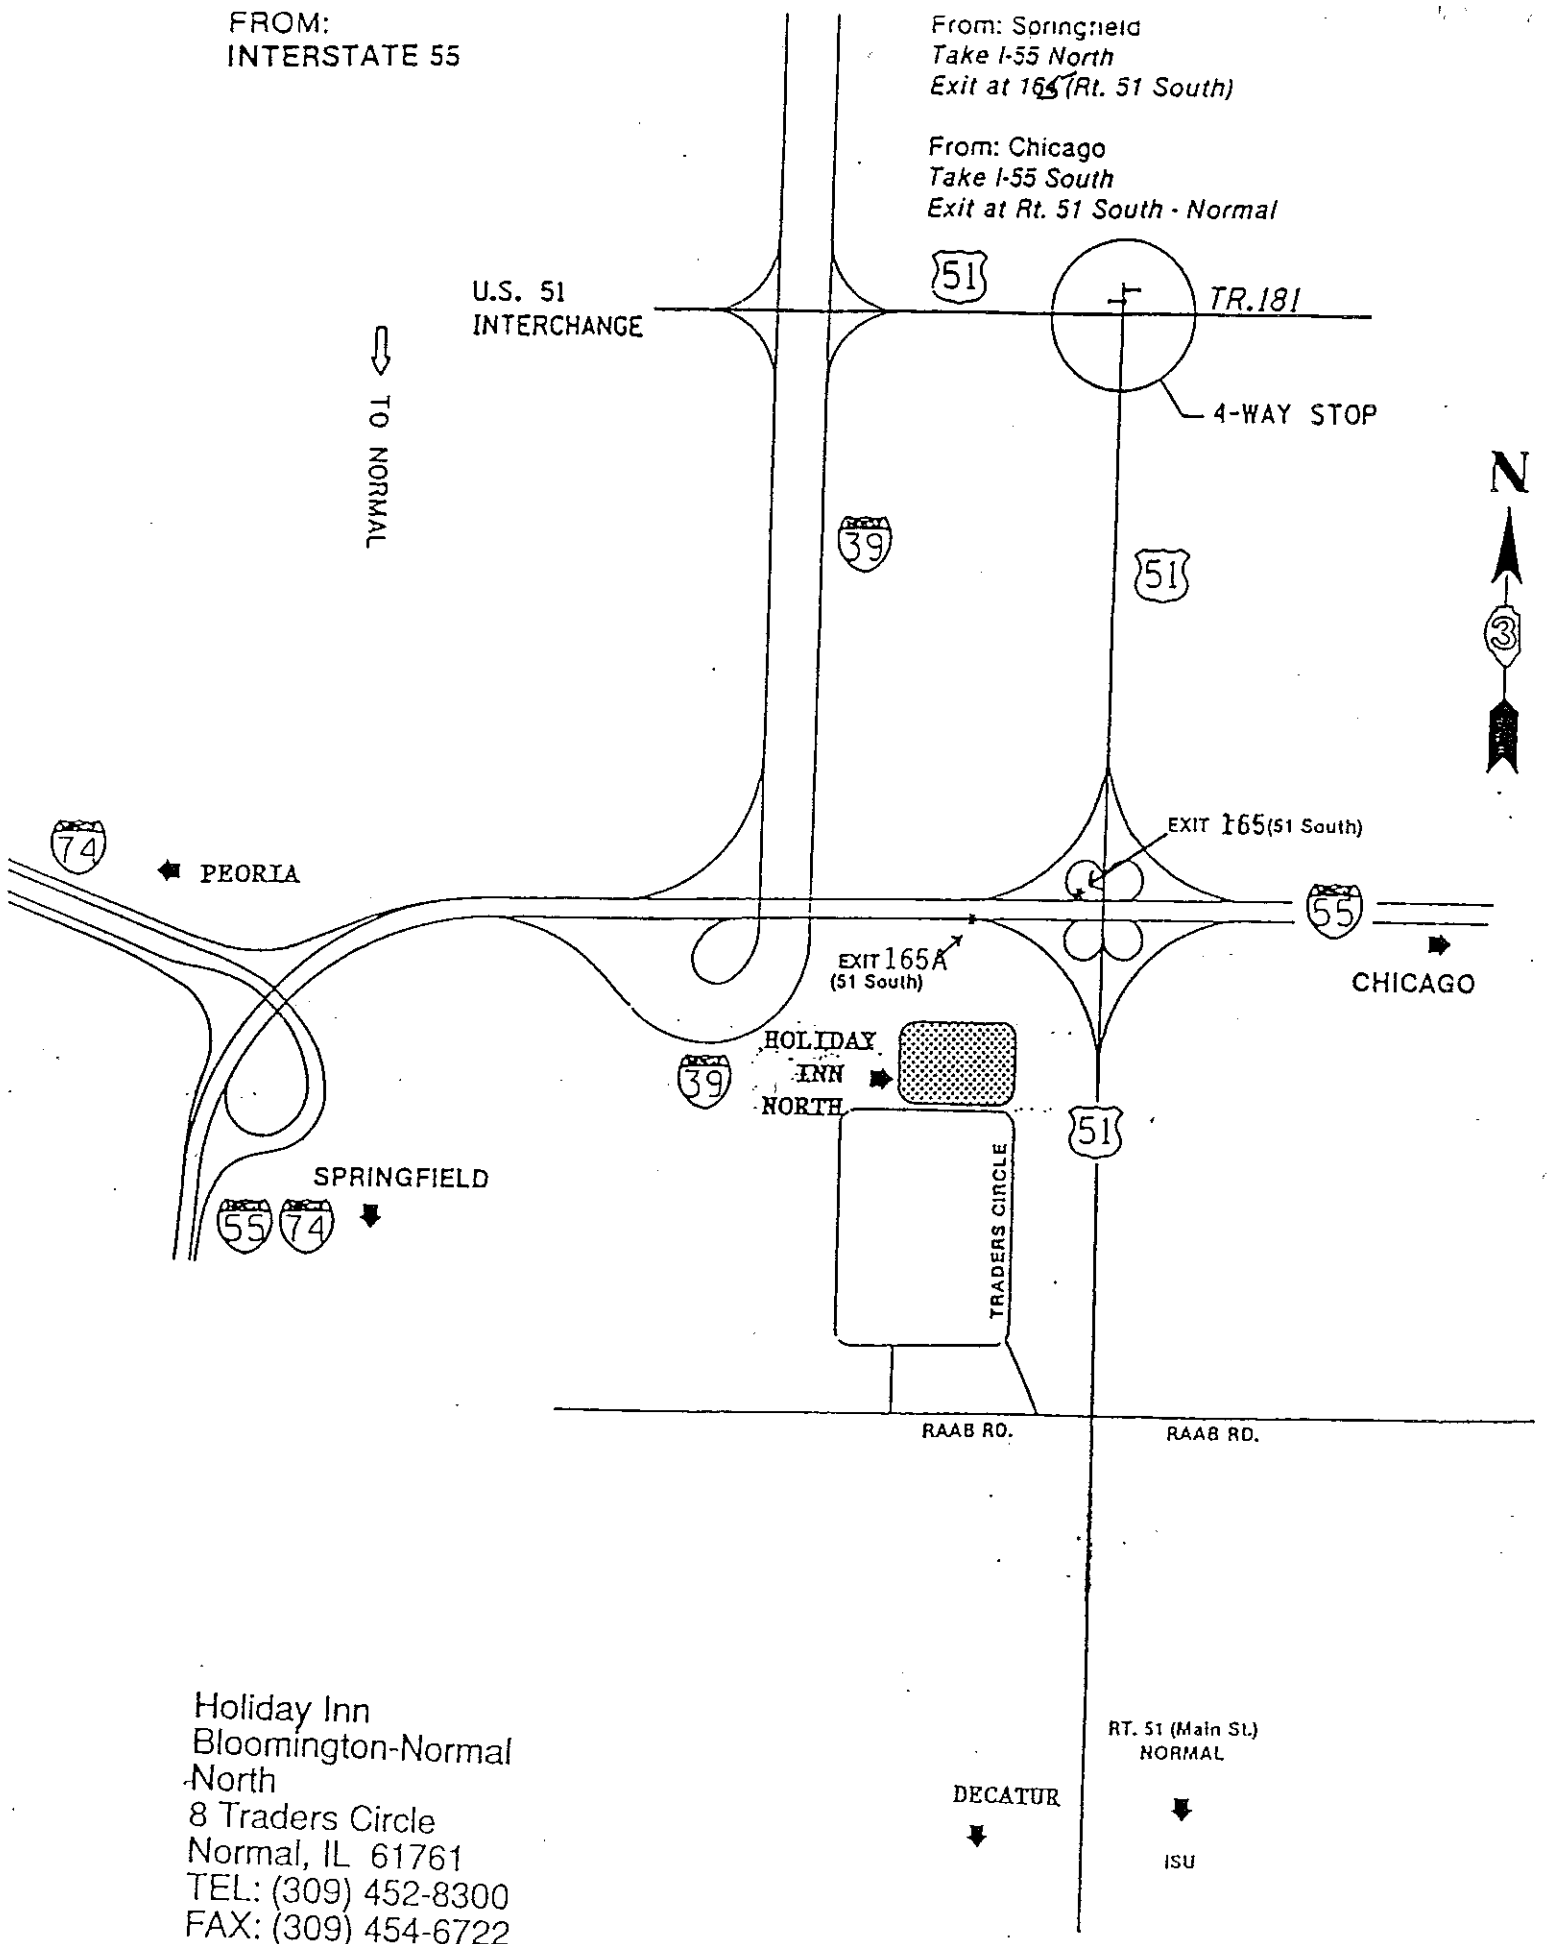 FROM:
INTERSTATE 55
From: Springfield
Take I-55 North
Exit at 165 (Rt. 51 South)
From: Chicago
Take I-55 South
Exit at Rt. 51 South - Normal
U.S. 51
INTERCHANGE
51
TR.181
4-WAY STOP
TO NORMAL
39
51
N
3
74
PEORIA
EXIT 165 (51 South)
55
CHICAGO
EXIT 165A
(51 South)
HOLIDAY
INN
NORTH
39
51
TRADERS CIRCLE
SPRINGFIELD
55
74
RAAB RD.
RAAB RD.
RT. 51 (Main St.)
NORMAL
DECATUR
ISU
Holiday Inn
Bloomington-Normal
North
8 Traders Circle
Normal, IL 61761
TEL: (309) 452-8300
FAX: (309) 454-6722